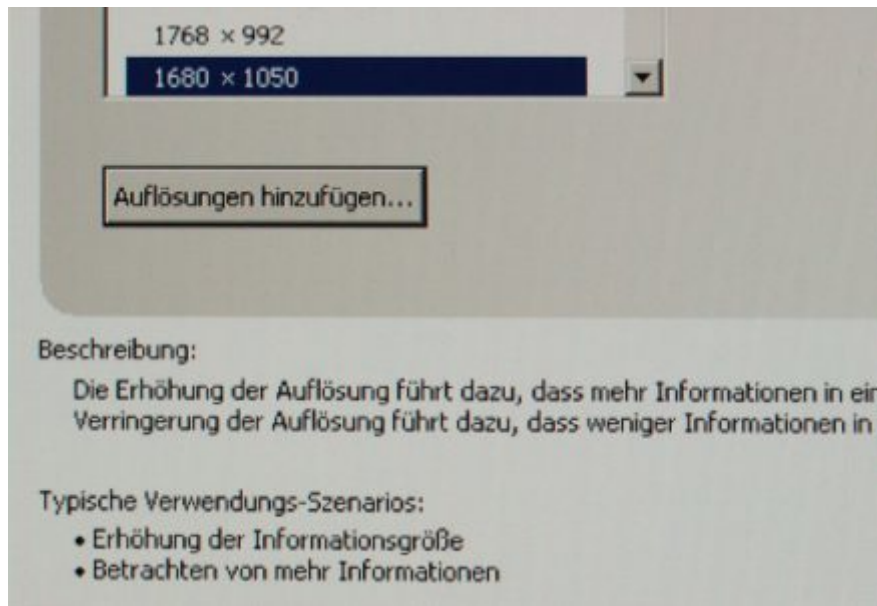 1768 × 992
1680 × 1050
Auflösungen hinzufügen...
Beschreibung:
Die Erhöhung der Auflösung führt dazu, dass mehr Informationen in
Verringerung der Auflösung führt dazu, dass weniger Informationen in
Typische Verwendungs-Szenarios:
• Erhöhung der Informationsgröße
• Betrachten von mehr Informationen